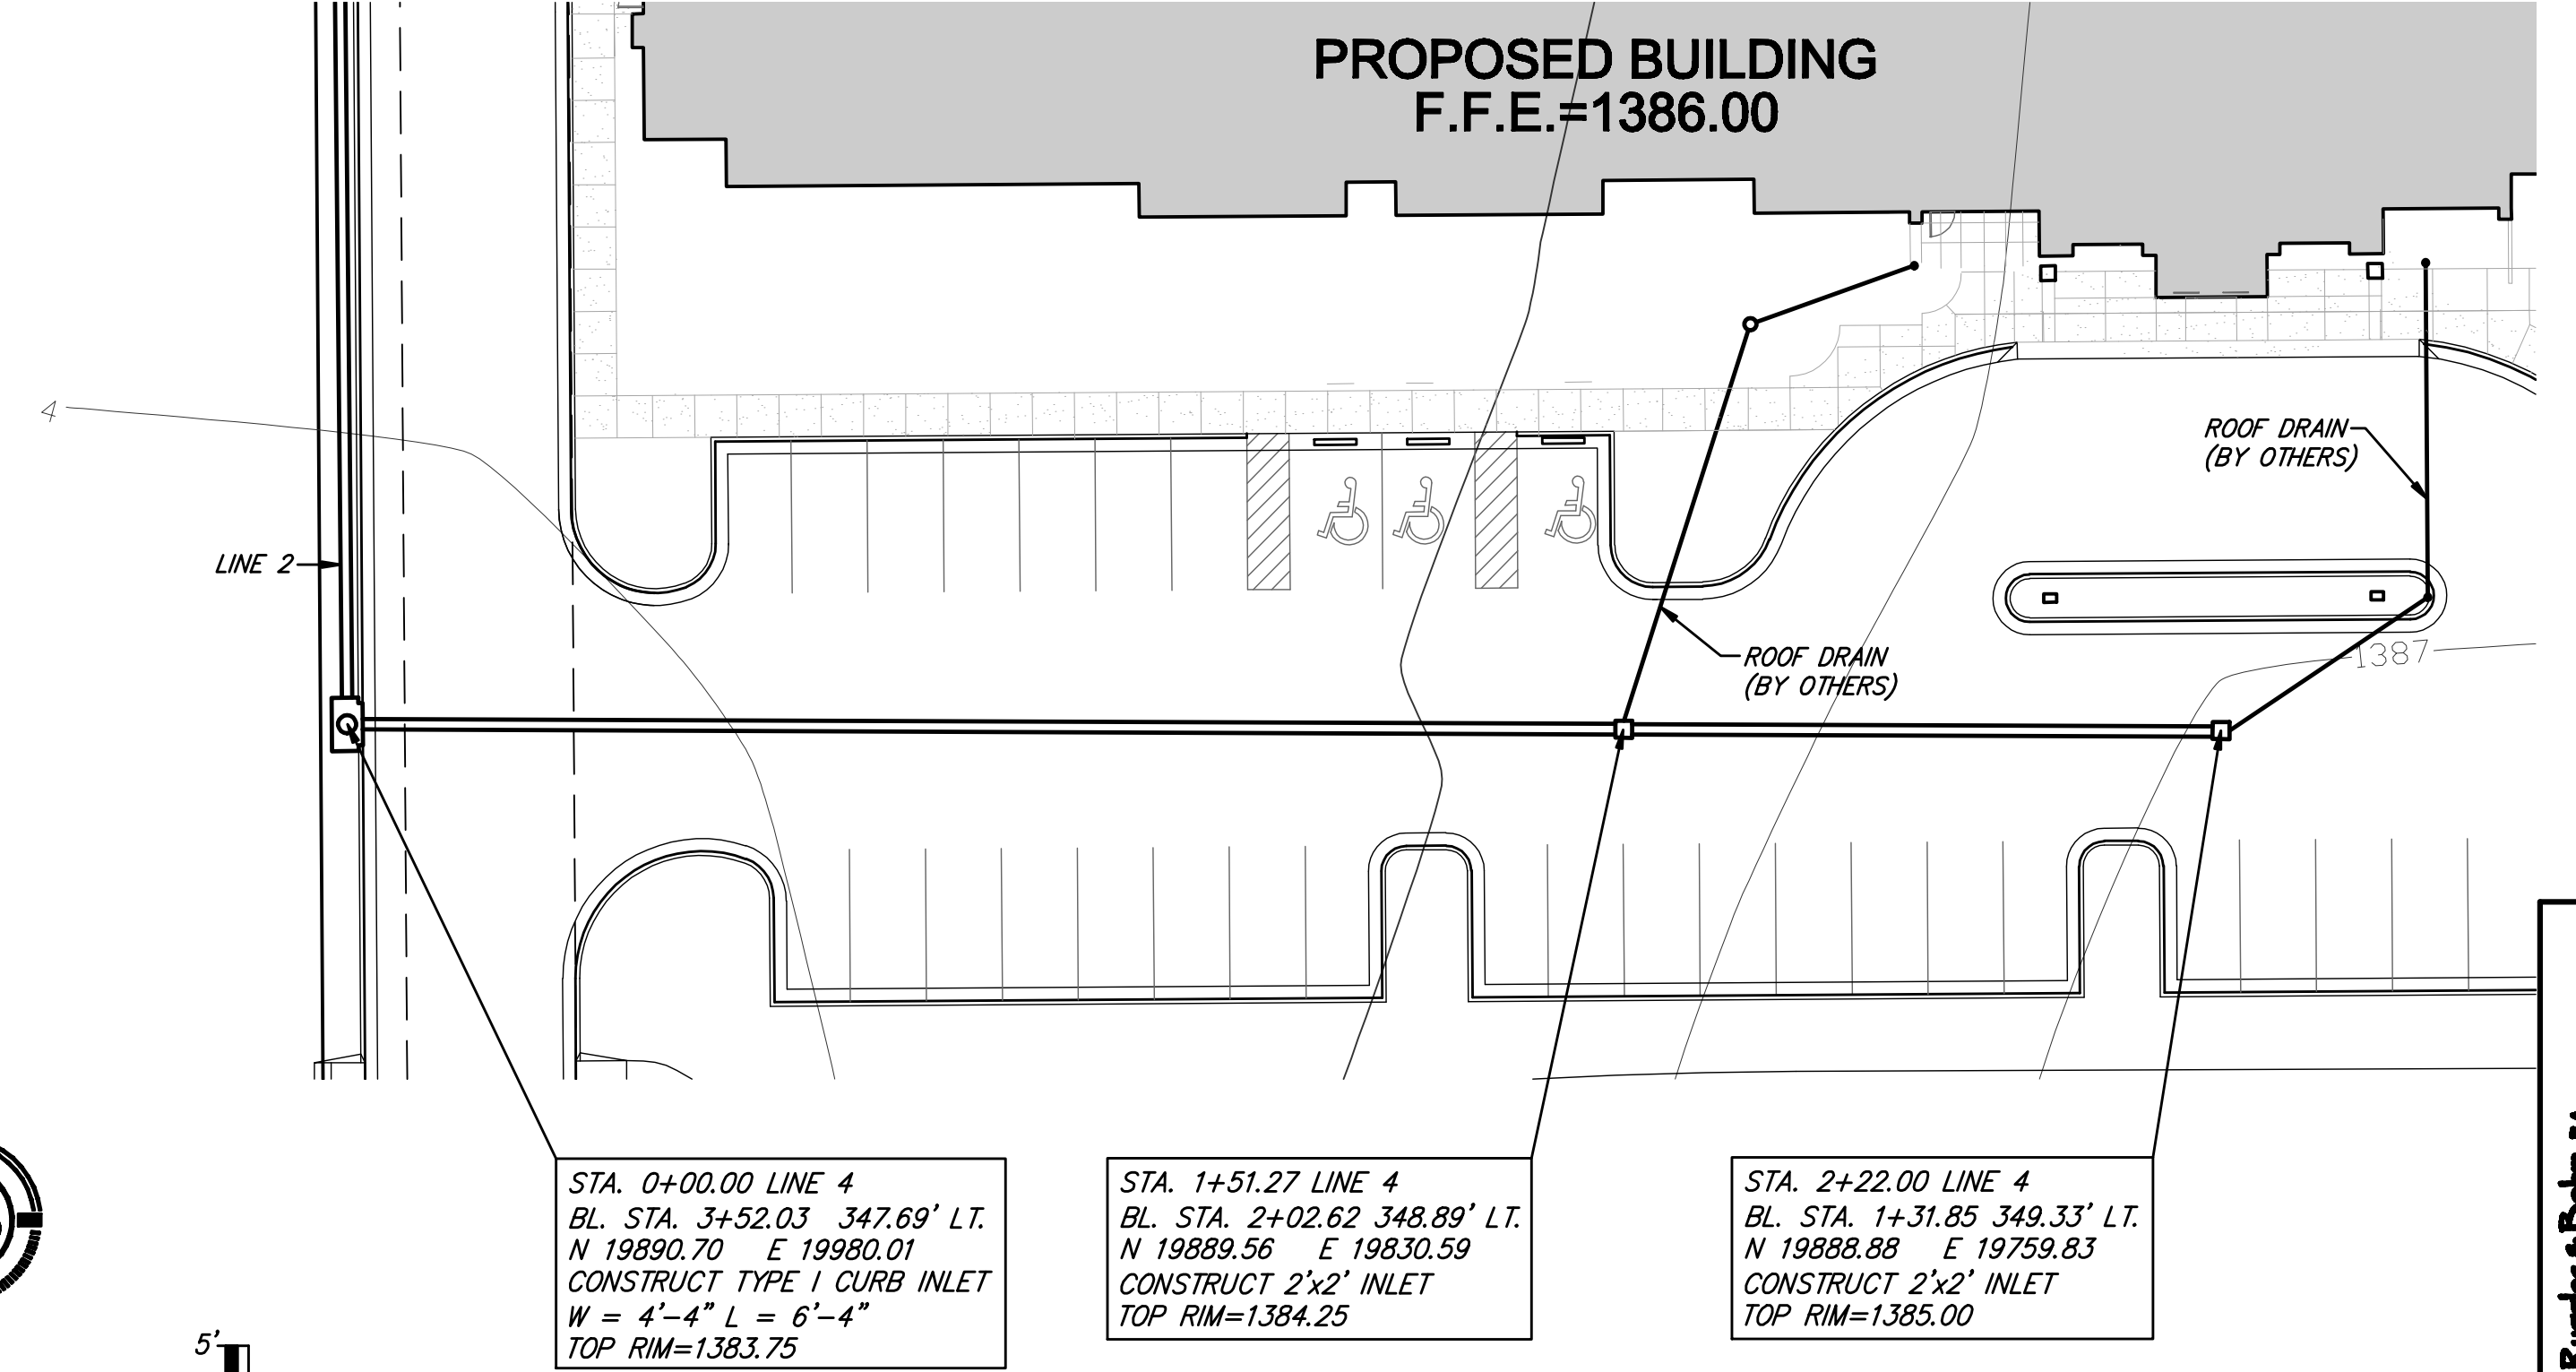 PROPOSED BUILDING
F.F.E.=1386.00
4
ROOF DRAIN
(BY OTHERS)
LINE 2
ROOF DRAIN
(BY OTHERS)
1387
STA. 0+00.00 LINE 4
BL. STA. 3+52.03 347.69' LT.
N 19890.70 E 19980.01
CONSTRUCT TYPE I CURB INLET
W = 4'-4" L = 6'-4"
TOP RIM=1383.75
STA. 1+51.27 LINE 4
BL. STA. 2+02.62 348.89' LT.
N 19889.56 E 19830.59
CONSTRUCT 2'x2' INLET
TOP RIM=1384.25
STA. 2+22.00 LINE 4
BL. STA. 1+31.85 349.33' LT.
N 19888.88 E 19759.83
CONSTRUCT 2'x2' INLET
TOP RIM=1385.00
5'